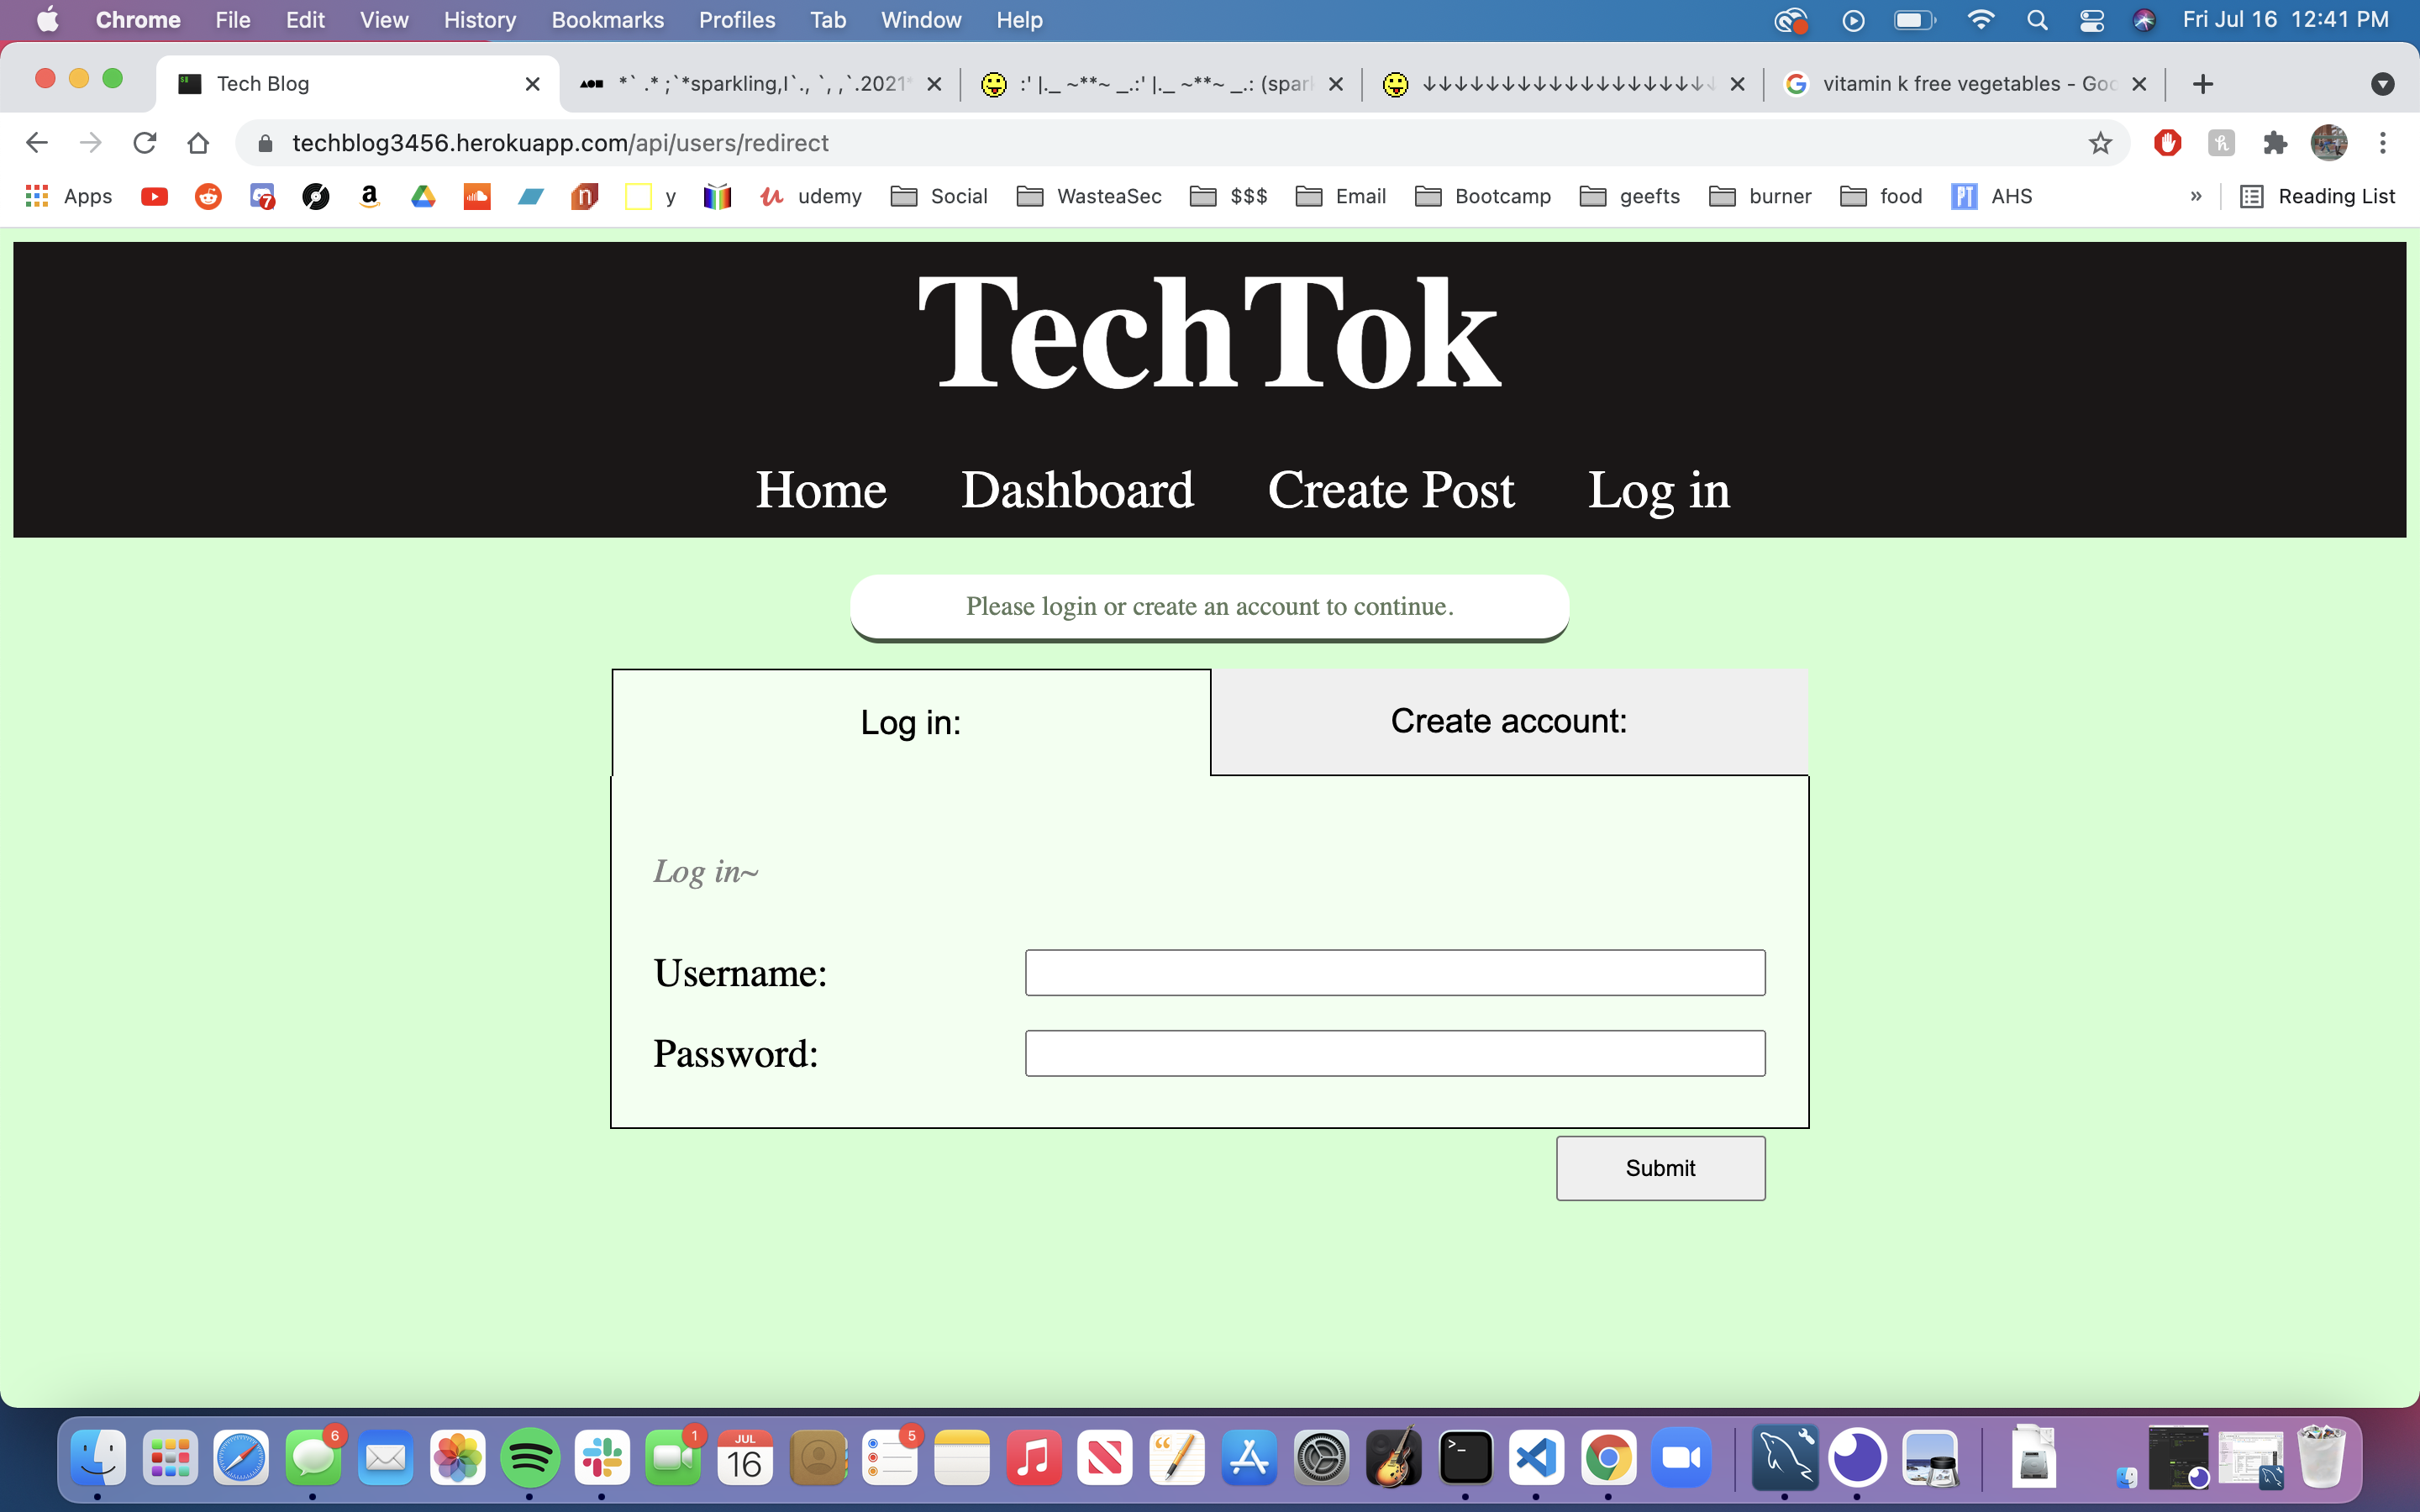 Chrome File Edit View History Bookmarks Profiles Tab Window Help Fri Jul 16 12:41 PM
Tech Blog *` .* ;`*sparkling,I`., `, ,`.2021* :' |._ ~**~ _.:' |._ ~**~ _.: (spar ↓↓↓↓↓↓↓↓↓↓↓↓↓↓↓↓↓↓↓ vitamin k free vegetables - Goo
techblog3456.herokuapp.com/api/users/redirect
Apps 7 y udemy Social WasteaSec $$$ Email Bootcamp geefts burner food PT AHS » Reading List
TechTok
Home Dashboard Create Post Log in
Please login or create an account to continue.
Log in: Create account:
Log in~
Username:
Password:
Submit
6 1 JUL 16 5